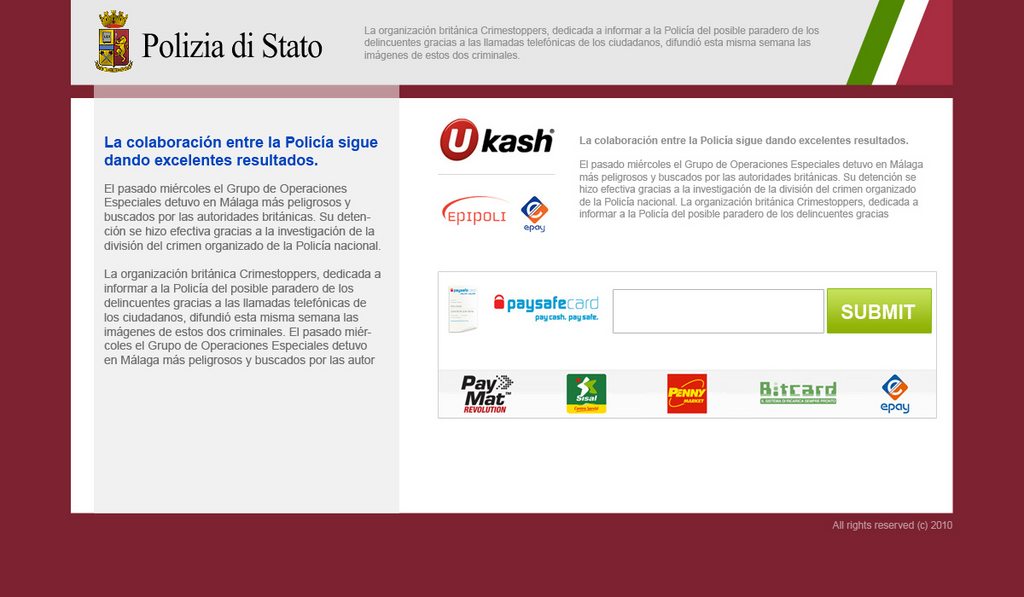 Polizia di Stato
La organización británica Crimestoppers, dedicada a informar a la Policía del posible paradero de los
delincuentes gracias a las llamadas telefónicas de los ciudadanos, difundió esta misma semana las
imágenes de estos dos criminales.
La colaboración entre la Policía sigue
dando excelentes resultados.
El pasado miércoles el Grupo de Operaciones
Especiales detuvo en Málaga más peligrosos y
buscados por las autoridades británicas. Su deten-
ción se hizo efectiva gracias a la investigación de la
división del crimen organizado de la Policía nacional.
La organización británica Crimestoppers, dedicada a
informar a la Policía del posible paradero de los
delincuentes gracias a las llamadas telefónicas de
los ciudadanos, difundió esta misma semana las
imágenes de estos dos criminales. El pasado miér-
coles el Grupo de Operaciones Especiales detuvo
en Málaga más peligrosos y buscados por las autor
Ukash
EPIPOLI
epay
La colaboración entre la Policía sigue dando excelentes resultados.
El pasado miércoles el Grupo de Operaciones Especiales detuvo en Málaga
más peligrosos y buscados por las autoridades británicas. Su detención se
hizo efectiva gracias a la investigación de la división del crimen organizado
de la Policía nacional. La organización británica Crimestoppers, dedicada a
informar a la Policía del posible paradero de los delincuentes gracias
paysafecard
pay cash. pay safe.
SUBMIT
Pay
Mat
REVOLUTION
Sisal
PENNY
MARKET
Bitcard
epay
All rights reserved (c) 2010